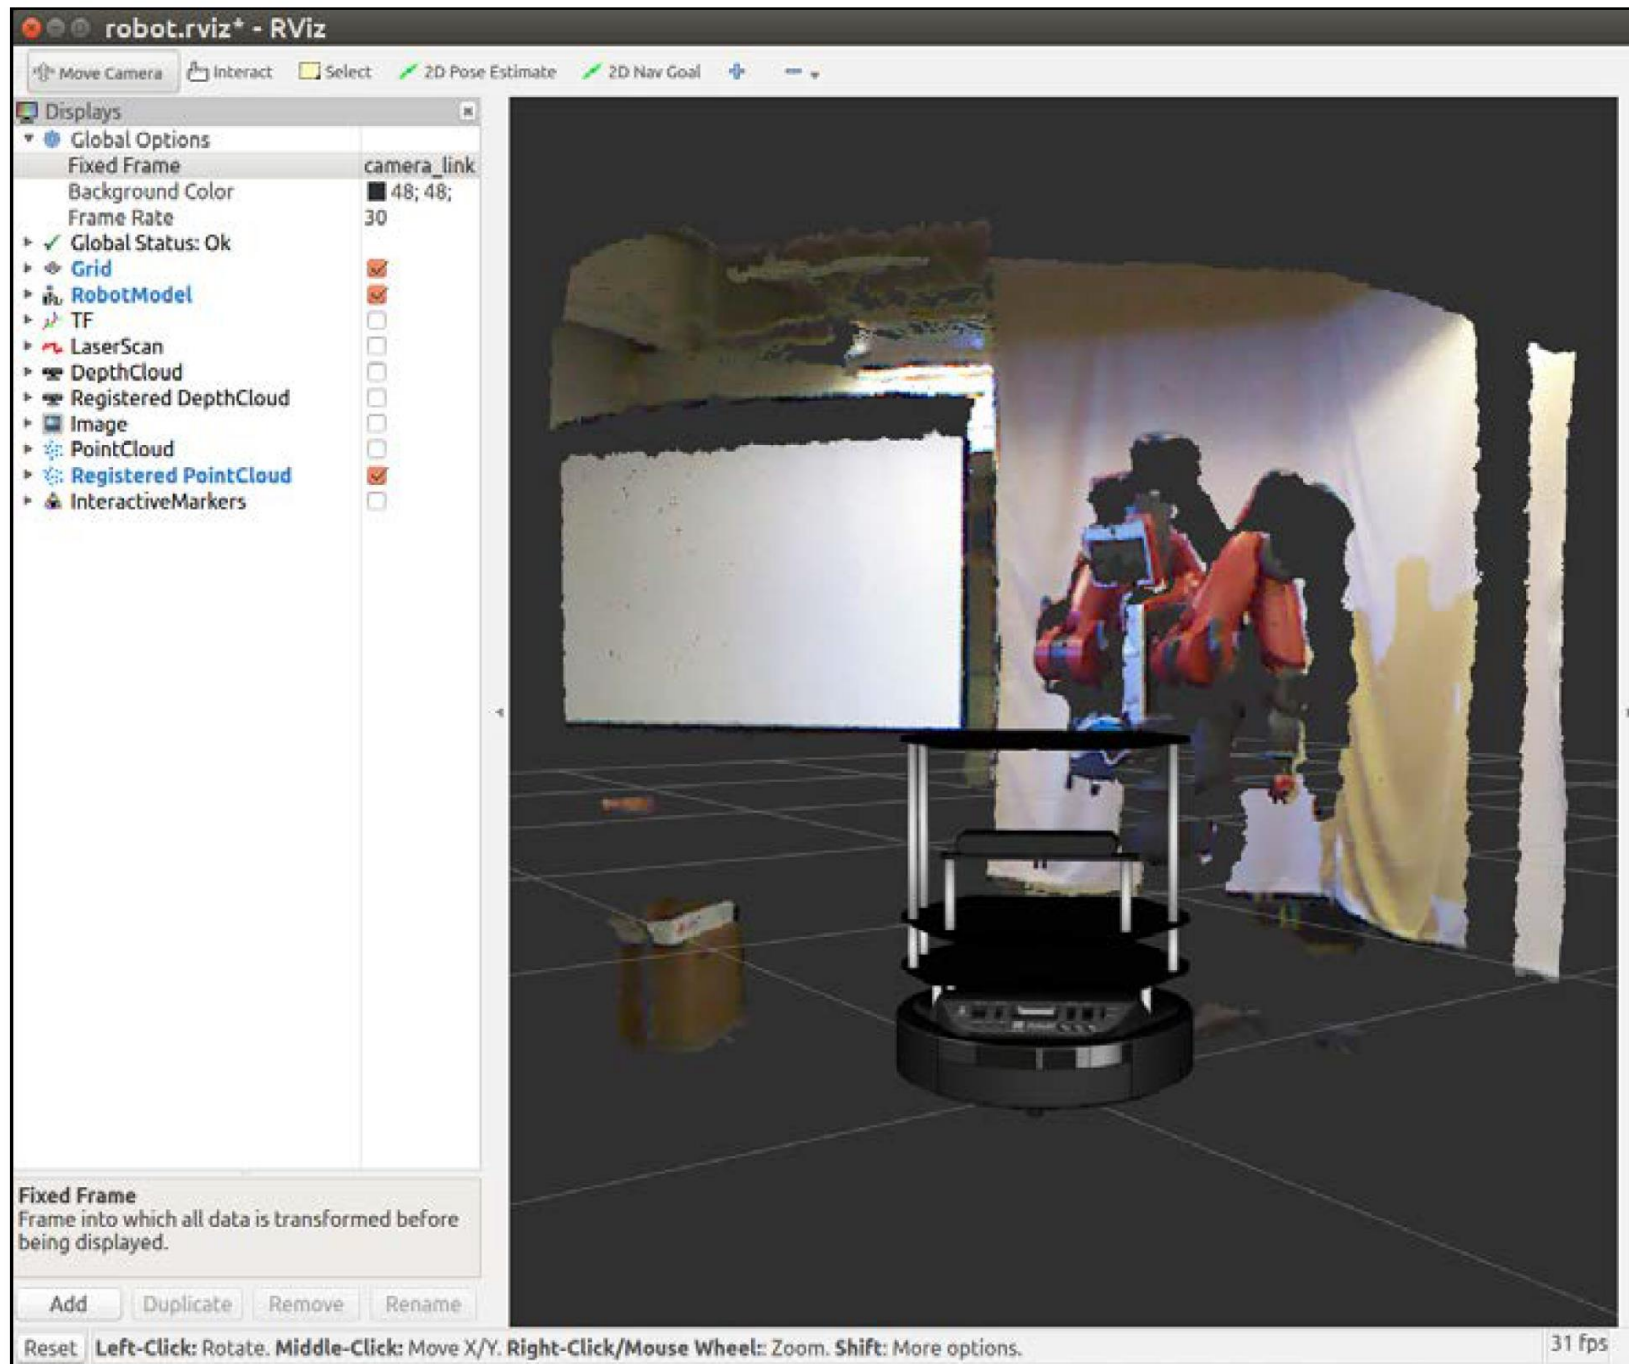 robot.rviz* - RViz
Move Camera Interact Select 2D Pose Estimate 2D Nav Goal
Displays
Global Options
Fixed Frame camera_link
Background Color 48; 48;
Frame Rate 30
Global Status: Ok
Grid
RobotModel
TF
LaserScan
DepthCloud
Registered DepthCloud
Image
PointCloud
Registered PointCloud
InteractiveMarkers
Fixed Frame
Frame into which all data is transformed before
being displayed.
Add Duplicate Remove Rename
Reset Left-Click: Rotate. Middle-Click: Move X/Y. Right-Click/Mouse Wheel:: Zoom. Shift: More options. 31 fps